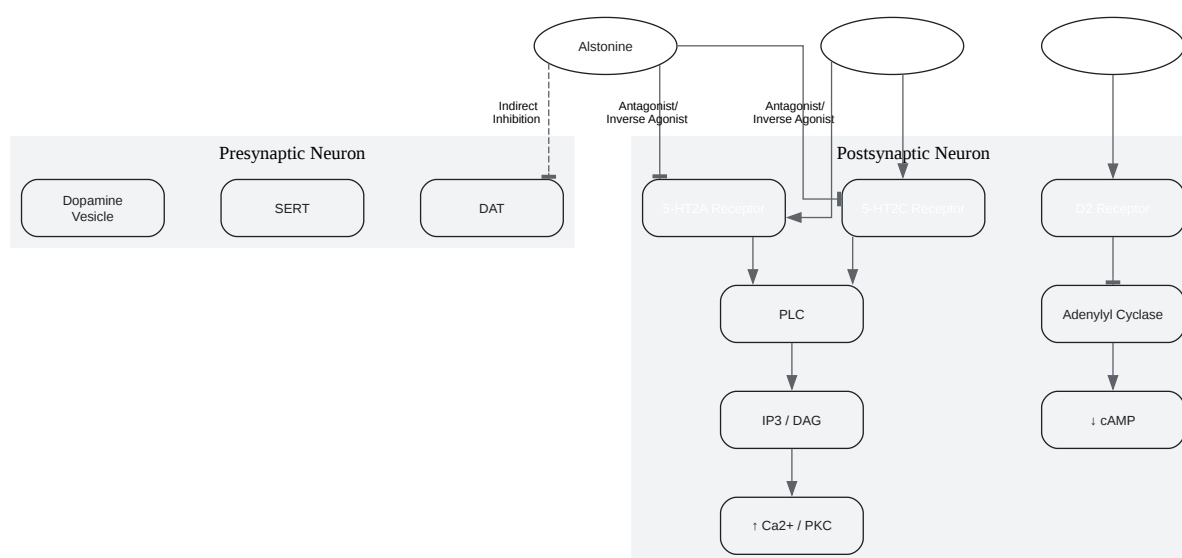 Alstonine
Indirect
Inhibition
Antagonist/
Inverse Agonist
Antagonist/
Inverse Agonist
Presynaptic Neuron
Postsynaptic Neuron
Dopamine
Vesicle
SERT
DAT
5-HT2A Receptor
5-HT2C Receptor
D2 Receptor
PLC
Adenylyl Cyclase
IP3 / DAG
↓ cAMP
↑ Ca2+ / PKC